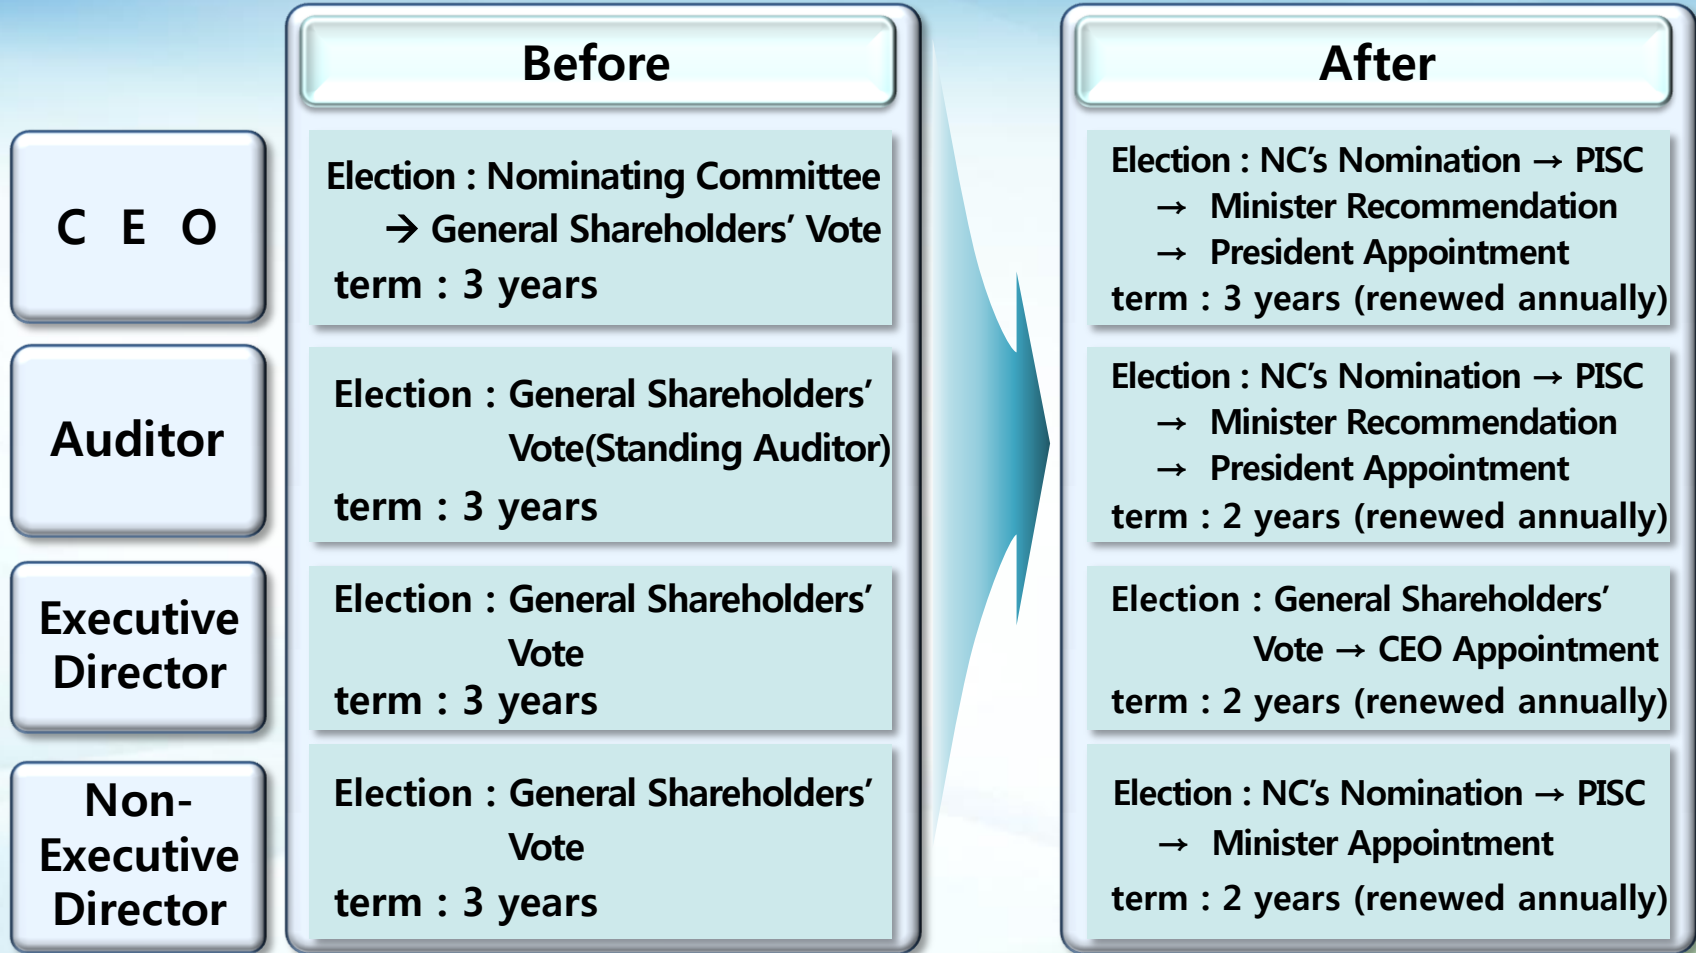 Before
After
C E O
Election : Nominating Committee
→ General Shareholders’ Vote
term : 3 years
Election : NC’s Nomination → PISC
→ Minister Recommendation
→ President Appointment
term : 3 years (renewed annually)
Auditor
Election : General Shareholders’
Vote(Standing Auditor)
term : 3 years
Election : NC’s Nomination → PISC
→ Minister Recommendation
→ President Appointment
term : 2 years (renewed annually)
Executive
Director
Election : General Shareholders’
Vote
term : 3 years
Election : General Shareholders’
Vote → CEO Appointment
term : 2 years (renewed annually)
Non-
Executive
Director
Election : General Shareholders’
Vote
term : 3 years
Election : NC’s Nomination → PISC
→ Minister Appointment
term : 2 years (renewed annually)